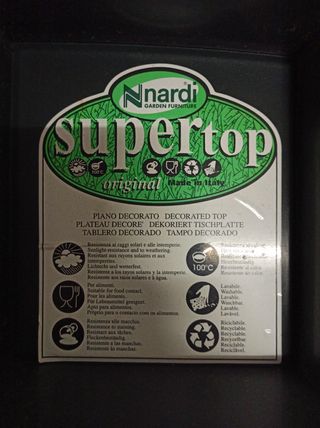 nardi
GARDEN FURNITURE
supertop
original Made in Italy
PIANO DECORATO DECORATED TOP
PLATEAU DECORE' DEKORIERT TISCHPLATTE
TABLERO DECORADO TAMPO DECORADO
Resistenza ai raggi solari e alle intemperie.
Sunlight-resistance and to weathering.
Resistant aux rayons solaires et aux
intempéries.
Lichtecht und wetterfest.
Resistente a los rayos solares y a la intemperie.
Resistente aos raios solares e à água.
100°C
Per alimenti.
Suitable for food contact.
Pour les aliments.
Für Lebensmittel geeignet.
Apta para alimentos.
Próprio para o contacto com os alimentos.
Lavabile.
Washable.
Lavable.
Waschbar.
Lavable.
Lavável.
Resistenza alle macchie.
Resistance to staining.
Resistant aux tâches.
Fleckenbeständig.
Resistente a las manchas.
Resistente às manchas.
Riciclabile.
Recyclable.
Recyclable.
Recycelbar.
Reciclable.
Reciclável.